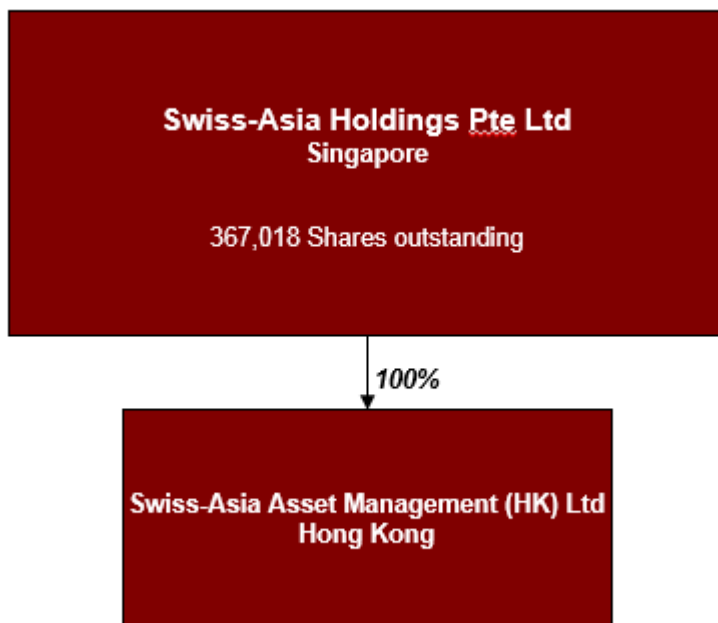 Swiss-Asia Holdings Pte Ltd
Singapore
367,018 Shares outstanding
100%
Swiss-Asia Asset Management (HK) Ltd
Hong Kong